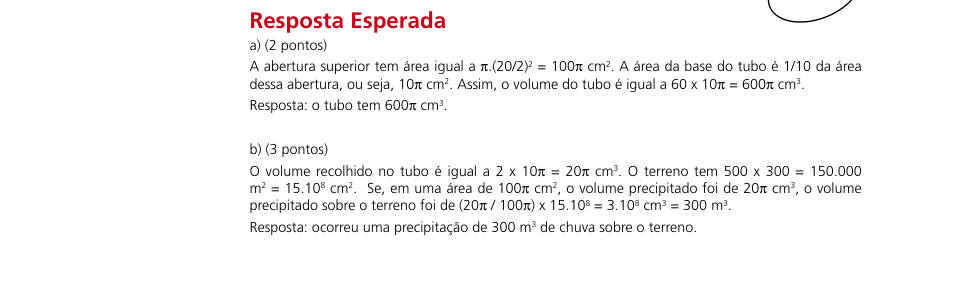 Resposta Esperada
a) (2 pontos)
A abertura superior tem área igual a π.(20/2)² = 100π cm². A área da base do tubo é 1/10 da área
dessa abertura, ou seja, 10π cm². Assim, o volume do tubo é igual a 60 x 10π = 600π cm³.
Resposta: o tubo tem 600π cm³.
b) (3 pontos)
O volume recolhido no tubo é igual a 2 x 10π = 20π cm³. O terreno tem 500 x 300 = 150.000
m² = 15.10⁸ cm². Se, em uma área de 100π cm², o volume precipitado foi de 20π cm³, o volume
precipitado sobre o terreno foi de (20π / 100π) x 15.10⁸ = 3.10⁸ cm³ = 300 m³.
Resposta: ocorreu uma precipitação de 300 m³ de chuva sobre o terreno.